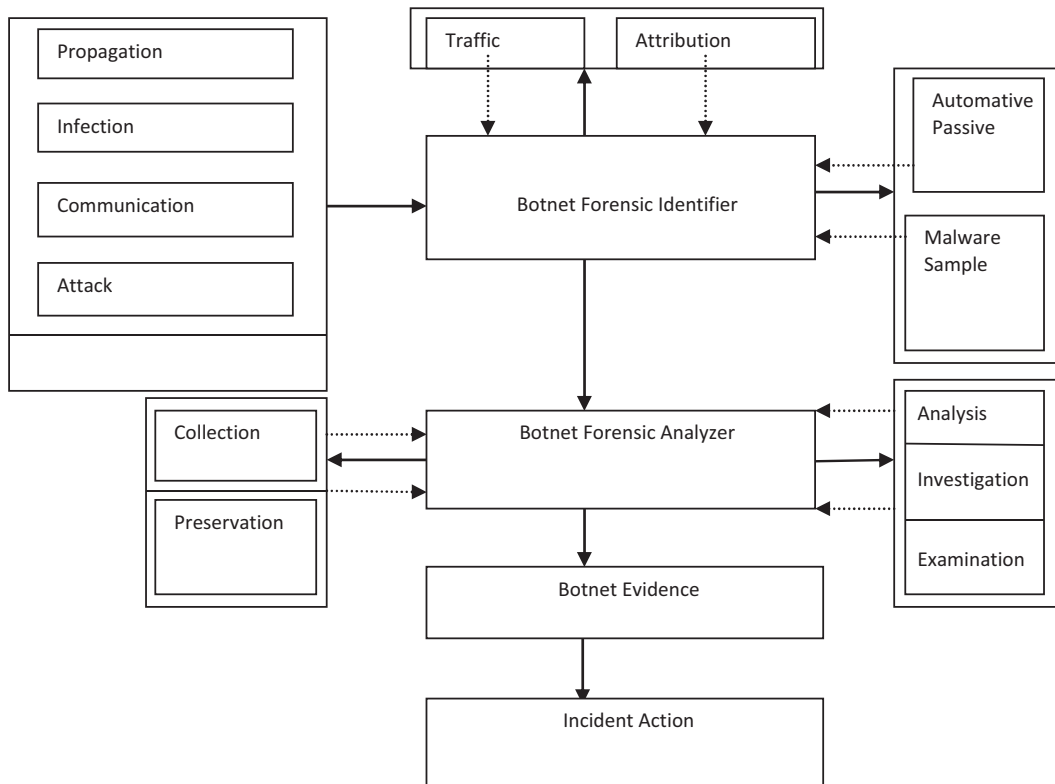 Propagation
Infection
Communication
Attack
Traffic
Attribution
Automative
Passive
Malware
Sample
Botnet Forensic Identifier
Collection
Preservation
Botnet Forensic Analyzer
Analysis
Investigation
Examination
Botnet Evidence
Incident Action